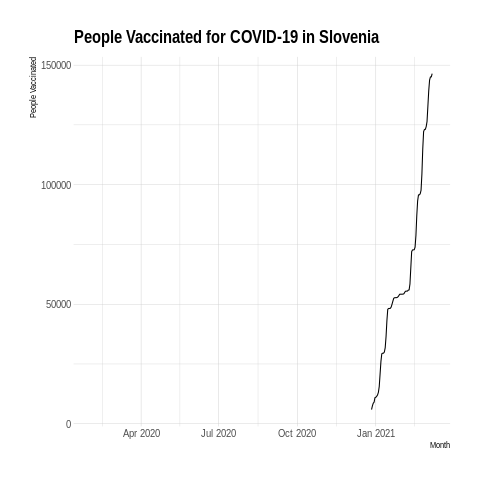 People Vaccinated for COVID-19 in Slovenia
People Vaccinated
150000
100000
50000
0
Apr 2020
Jul 2020
Oct 2020
Jan 2021
Month